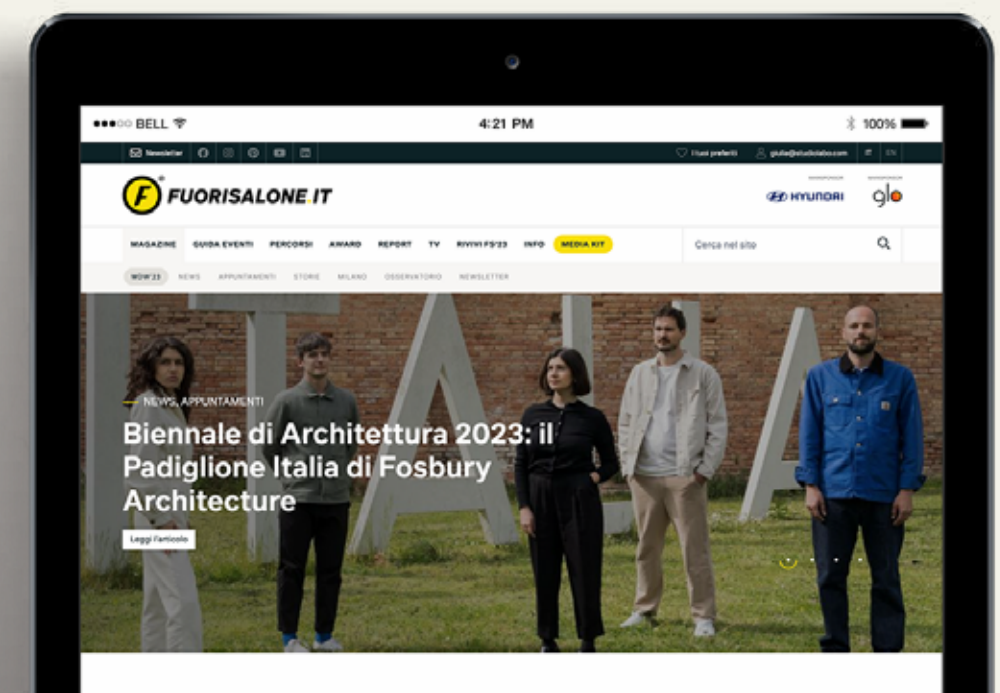 BELL
4:21 PM
100%
Newsletter
I tuoi preferiti
giulia@studiolabo.com
IT
EN
F
FUORISALONE.IT
HYUNDAI
glo
MAGAZINE
GUIDA EVENTI
PERCORSI
AWARD
REPORT
TV
RIVIVI FS'23
INFO
MEDIA KIT
Cerca nel sito
WOW'23
NEWS
APPUNTAMENTI
STORIE
MILANO
OSSERVATORIO
NEWSLETTER
ITALIA
NEWS, APPUNTAMENTI
Biennale di Architettura 2023: il
Padiglione Italia di Fosbury
Architecture
Leggi l'articolo